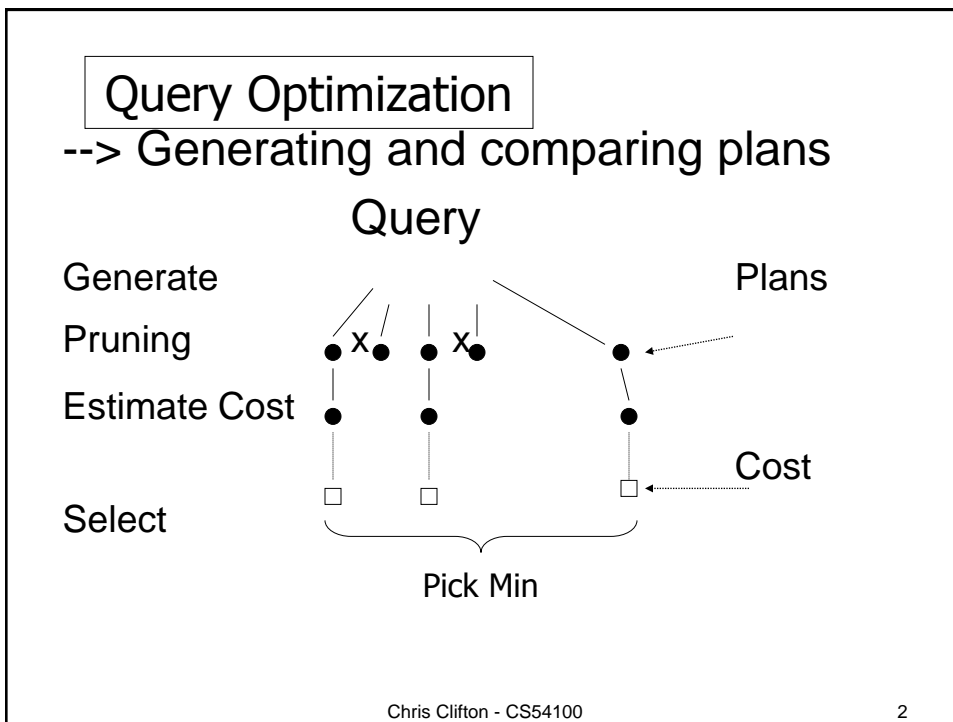 Query Optimization
--> Generating and comparing plans
Query
Generate Plans
Pruning x x
Estimate Cost
Cost
Select
Pick Min
Chris Clifton - CS54100 2